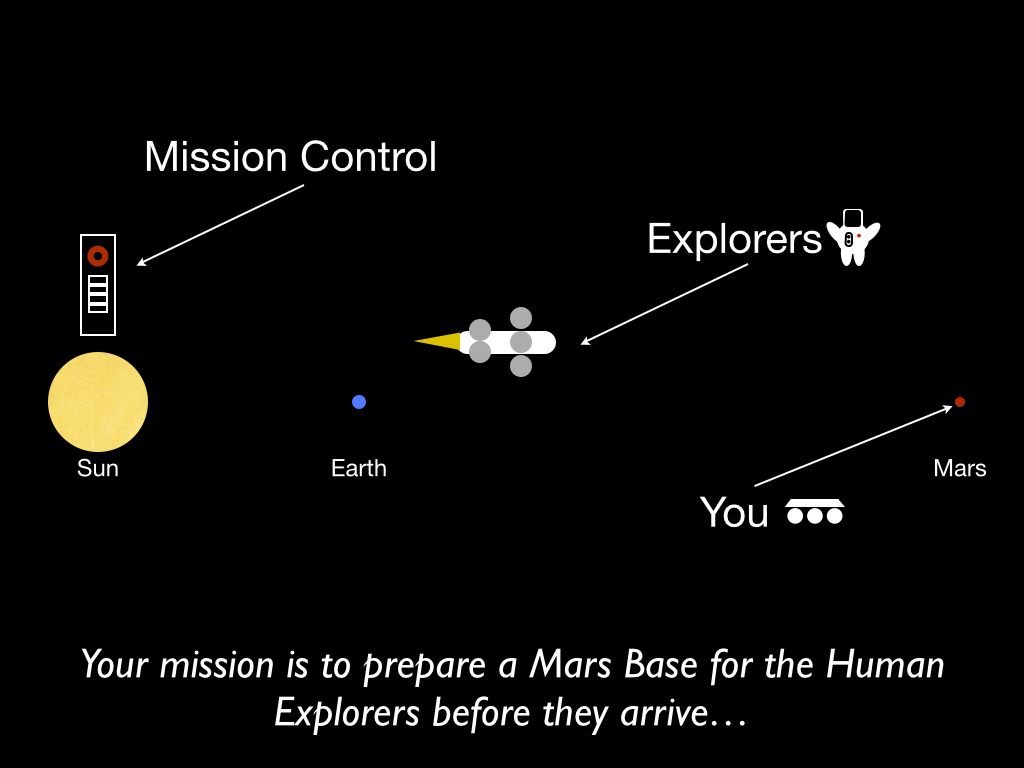 Mission Control
Explorers
Sun
Earth
Mars
You
Your mission is to prepare a Mars Base for the Human
Explorers before they arrive…